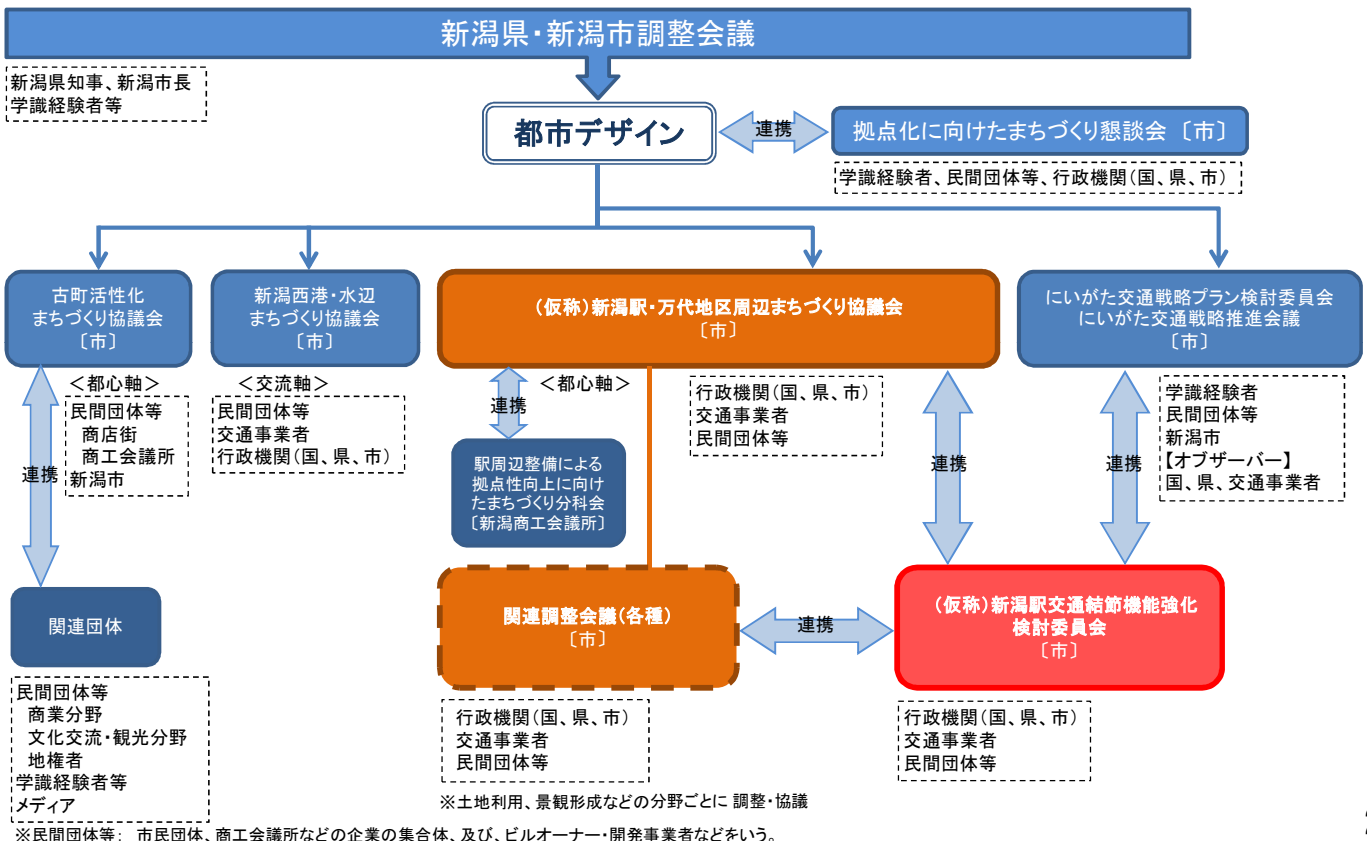 新潟県・新潟市調整会議
新潟県知事、新潟市長
学識経験者等
都市デザイン
連携
拠点化に向けたまちづくり懇談会 〔市〕
学識経験者、民間団体等、行政機関(国、県、市)
古町活性化
まちづくり協議会
〔市〕
新潟西港・水辺
まちづくり協議会
〔市〕
(仮称)新潟駅・万代地区周辺まちづくり協議会
〔市〕
にいがた交通戦略プラン検討委員会
にいがた交通戦略推進会議
〔市〕
<都心軸>
民間団体等
商店街
商工会議所
新潟市
連携
<交流軸>
民間団体等
交通事業者
行政機関(国、県、市)
連携
<都心軸>
行政機関(国、県、市)
交通事業者
民間団体等
駅周辺整備による
拠点性向上に向け
たまちづくり分科会
〔新潟商工会議所〕
連携
連携
学識経験者
民間団体等
新潟市
【オブザーバー】
国、県、交通事業者
関連団体
民間団体等
商業分野
文化交流・観光分野
地権者
学識経験者等
メディア
関連調整会議(各種)
〔市〕
連携
(仮称)新潟駅交通結節機能強化
検討委員会
〔市〕
行政機関(国、県、市)
交通事業者
民間団体等
行政機関(国、県、市)
交通事業者
民間団体等
※土地利用、景観形成などの分野ごとに 調整・協議
※民間団体等: 市民団体、商工会議所などの企業の集合体、及び、ビルオーナー・開発事業者などをいう。